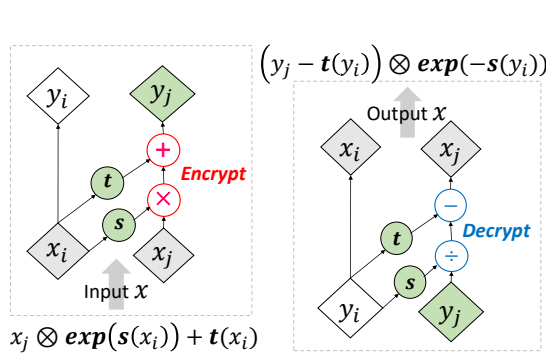 y_i
y_j
+
t
Encrypt
×
s
x_i
x_j
Input x
x_j ⊗ exp(s(x_i)) + t(x_i)
(y_j − t(y_i)) ⊗ exp(−s(y_i))
Output x
x_i
x_j
−
t
Decrypt
÷
s
y_i
y_j